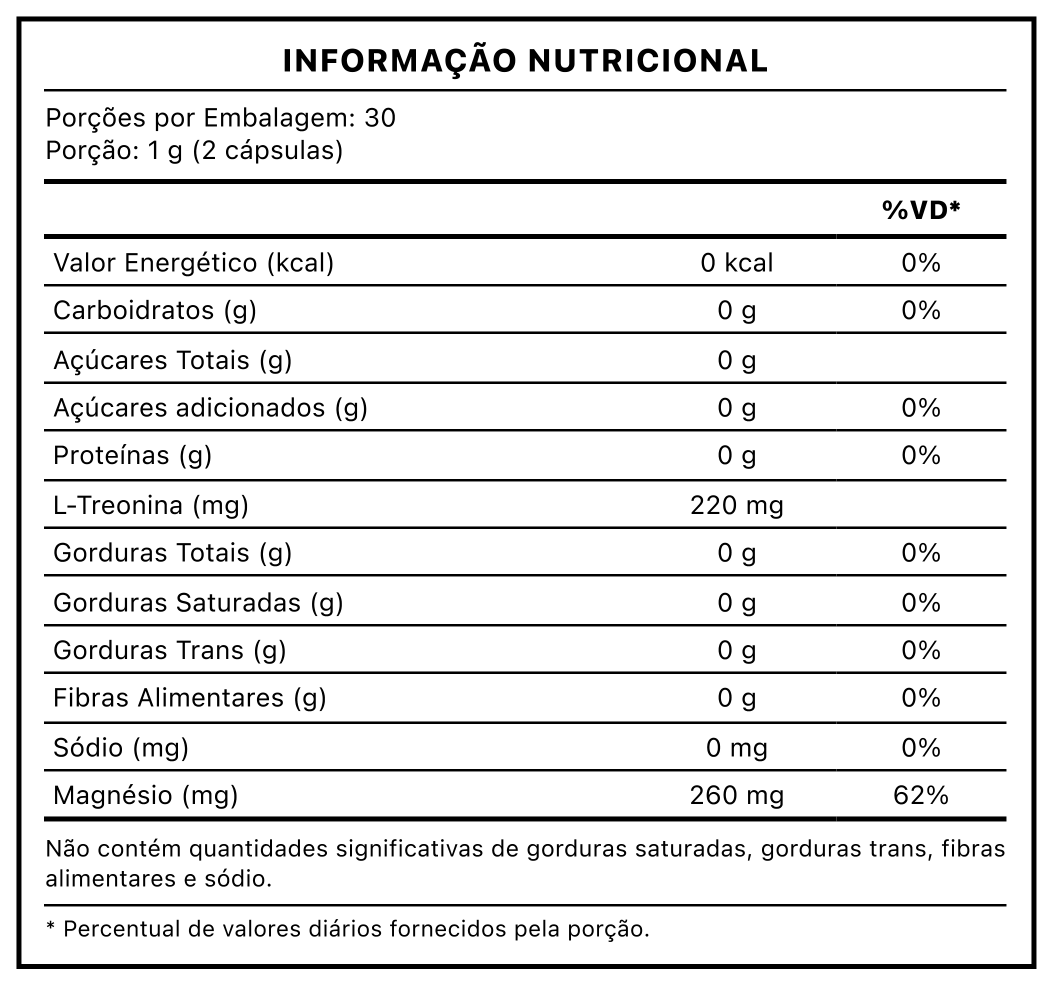 INFORMAÇÃO NUTRICIONAL
Porções por Embalagem: 30
Porção: 1 g (2 cápsulas)
%VD*
Valor Energético (kcal) 0 kcal 0%
Carboidratos (g) 0 g 0%
Açúcares Totais (g) 0 g
Açúcares adicionados (g) 0 g 0%
Proteínas (g) 0 g 0%
L-Treonina (mg) 220 mg
Gorduras Totais (g) 0 g 0%
Gorduras Saturadas (g) 0 g 0%
Gorduras Trans (g) 0 g 0%
Fibras Alimentares (g) 0 g 0%
Sódio (mg) 0 mg 0%
Magnésio (mg) 260 mg 62%
Não contém quantidades significativas de gorduras saturadas, gorduras trans, fibras
alimentares e sódio.
* Percentual de valores diários fornecidos pela porção.